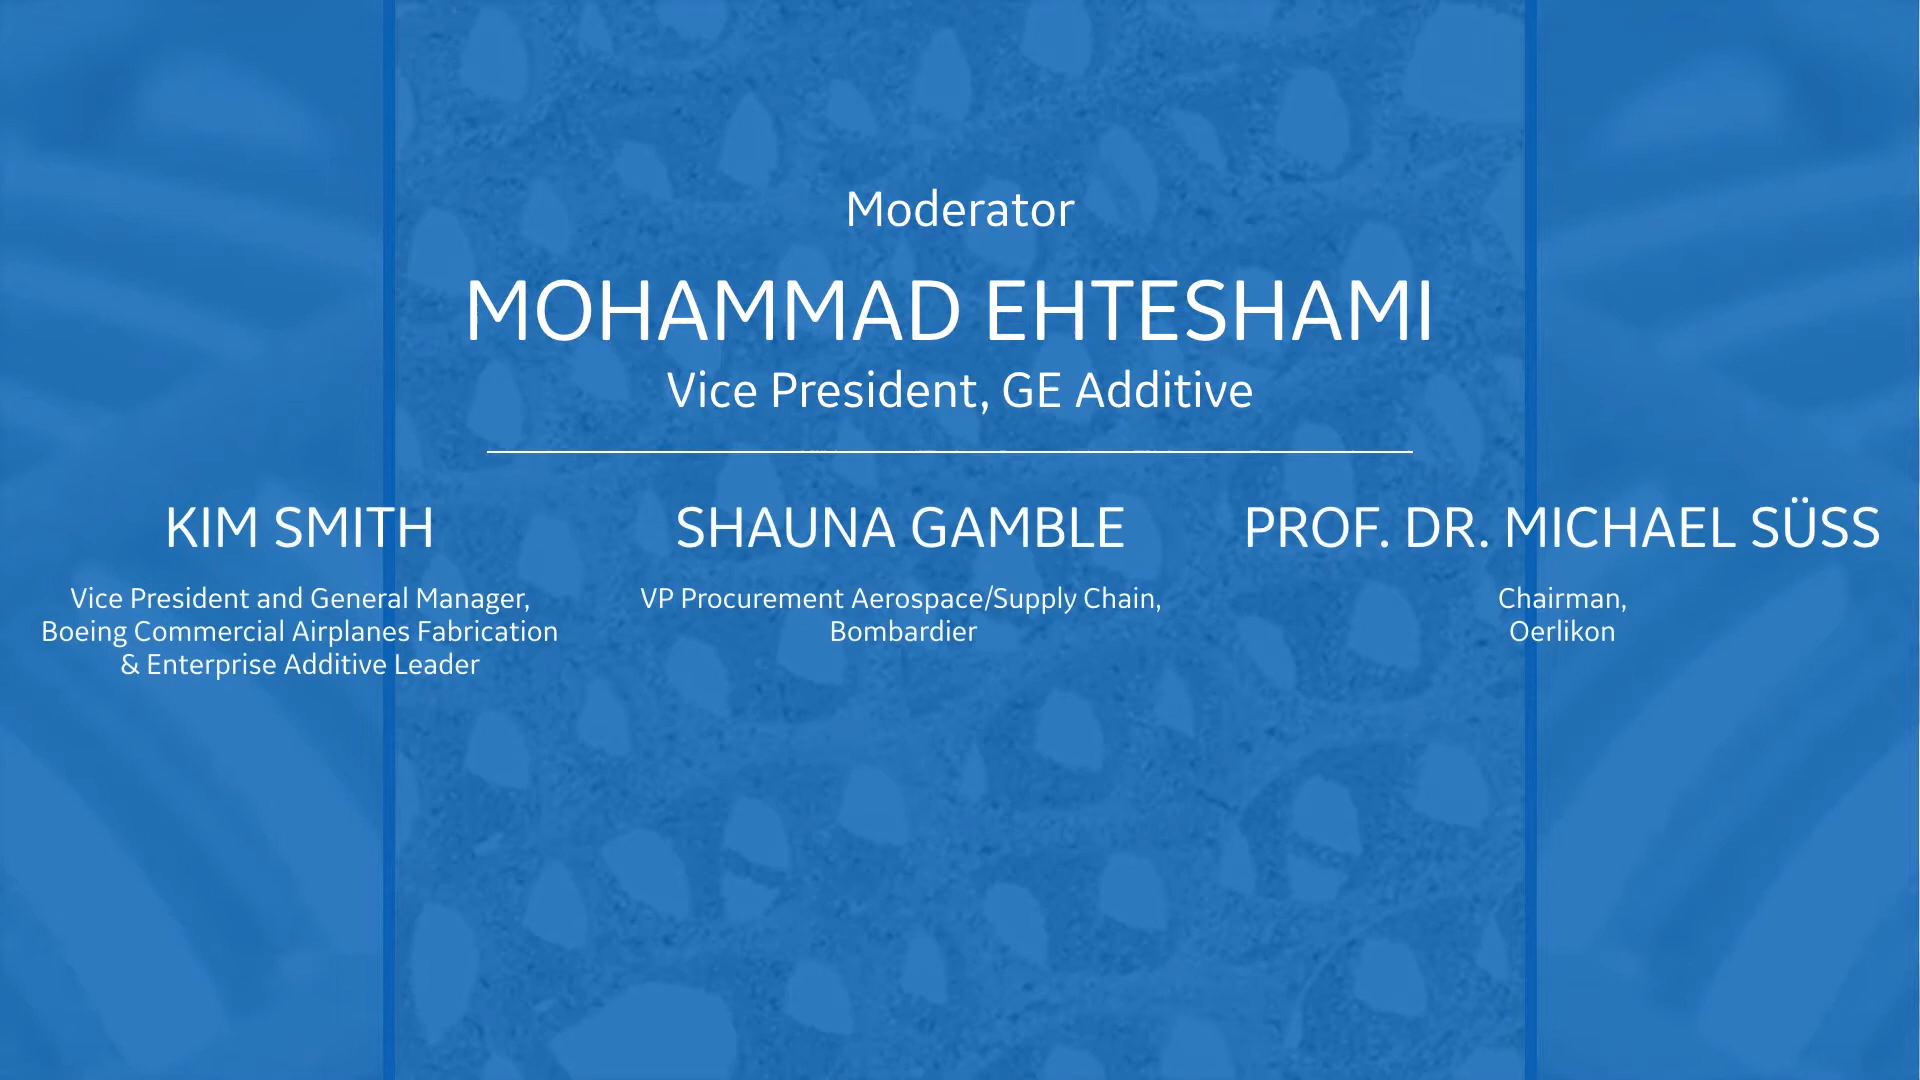 Moderator
MOHAMMAD EHTESHAMI
Vice President, GE Additive
KIM SMITH
Vice President and General Manager,
Boeing Commercial Airplanes Fabrication
& Enterprise Additive Leader
SHAUNA GAMBLE
VP Procurement Aerospace/Supply Chain,
Bombardier
PROF. DR. MICHAEL SÜSS
Chairman,
Oerlikon